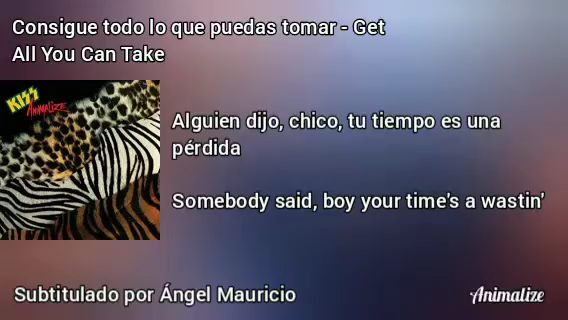 Consigue todo lo que puedas tomar - Get
All You Can Take
KISS
ANIMALIZE
Alguien dijo, chico, tu tiempo es una
pérdida
Somebody said, boy your time's a wastin'
Subtitulado por Ángel Mauricio
Animalize